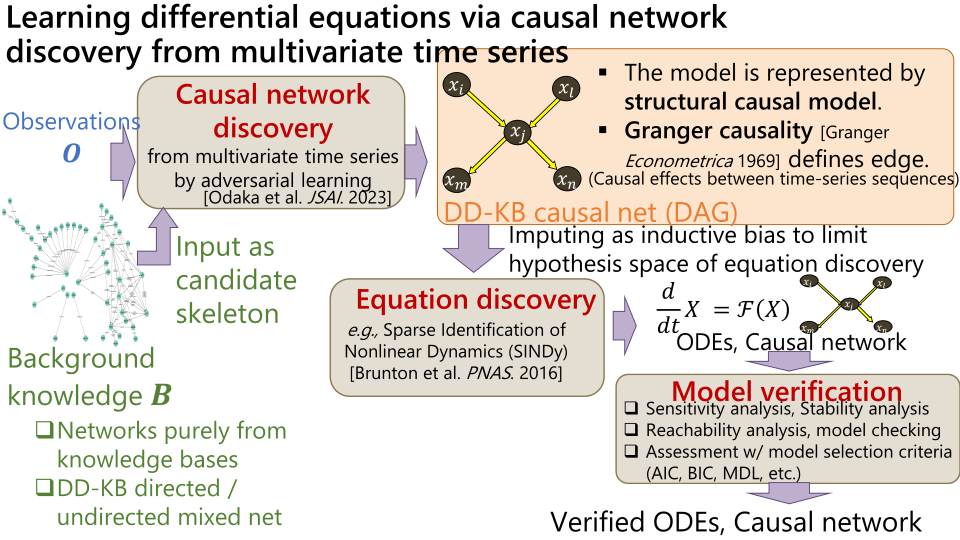 Learning differential equations via causal network
discovery from multivariate time series
Observations
O
Causal network
discovery
from multivariate time series
by adversarial learning
[Odaka et al. JSAI. 2023]
x_i
x_l
x_j
x_m
x_n
▪ The model is represented by
structural causal model.
▪ Granger causality [Granger
Econometrica 1969] defines edge.
(Causal effects between time-series sequences)
DD-KB causal net (DAG)
Input as
candidate
skeleton
Background
knowledge B
❑Networks purely from
knowledge bases
❑DD-KB directed /
undirected mixed net
Imputing as inductive bias to limit
hypothesis space of equation discovery
Equation discovery
e.g., Sparse Identification of
Nonlinear Dynamics (SINDy)
[Brunton et al. PNAS. 2016]
d/dt X = ℱ(X)
x_i
x_l
x_j
x_m
x_n
ODEs, Causal network
Model verification
❑ Sensitivity analysis, Stability analysis
❑ Reachability analysis, model checking
❑ Assessment w/ model selection criteria
(AIC, BIC, MDL, etc.)
Verified ODEs, Causal network